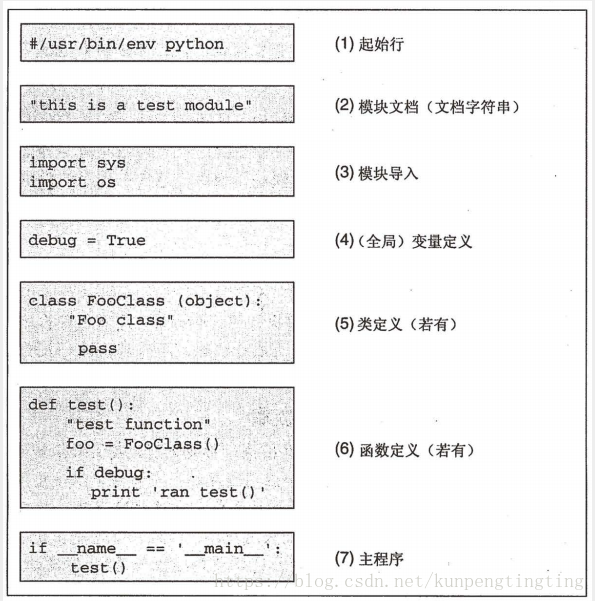 #/usr/bin/env python (1) 起始行
"this is a test module" (2) 模块文档（文档字符串）
import sys
import os
(3) 模块导入
debug = True (4)（全局）变量定义
class FooClass (object):
"Foo class"
pass
(5) 类定义（若有）
def test():
"test function"
foo = FooClass()
if debug:
print 'ran test()'
(6) 函数定义（若有）
if __name__ == '__main__':
test()
(7) 主程序
https://blog.csdn.net/kunpengtingting